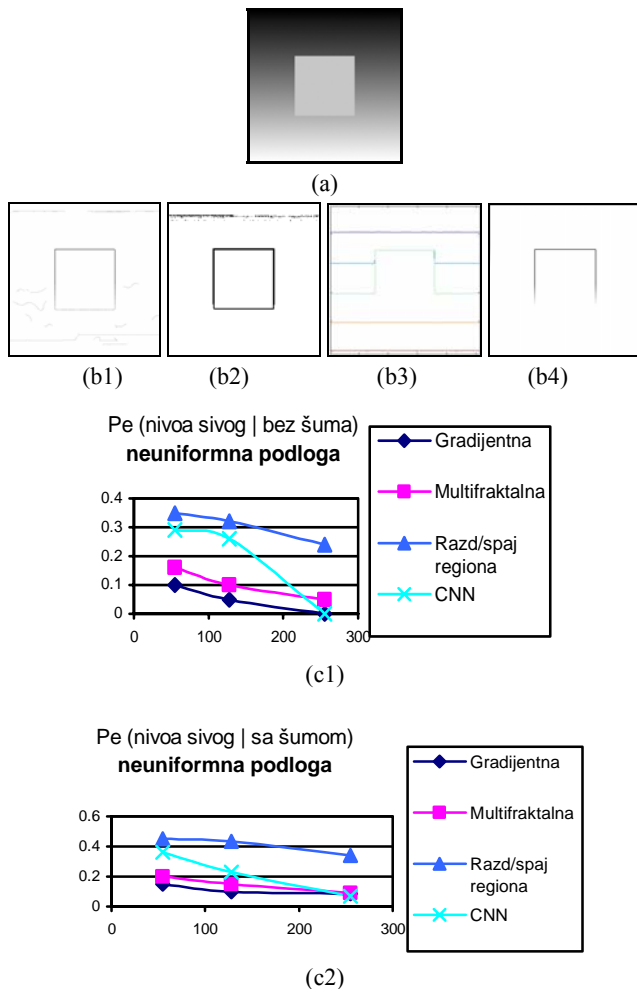 (a)
(b1) (b2) (b3) (b4)
Pe (nivoa sivog | bez šuma)
neuniformna podloga
0.4
0.3
0.2
0.1
0
0 100 200 300
Gradijentna
Multifraktalna
Razd/spaj
regiona
CNN
(c1)
Pe (nivoa sivog | sa šumom)
neuniformna podloga
0.6
0.4
0.2
0
0 100 200 300
Gradijentna
Multifraktalna
Razd/spaj
regiona
CNN
(c2)